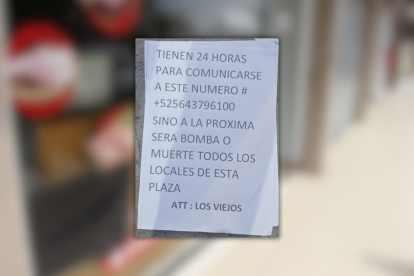 TIENEN 24 HORAS
PARA COMUNICARSE
A ESTE NUMERO #
+525643796100
SINO A LA PROXIMA
SERA BOMBA O
MUERTE TODOS LOS
LOCALES DE ESTA
PLAZA
ATT : LOS VIEJOS